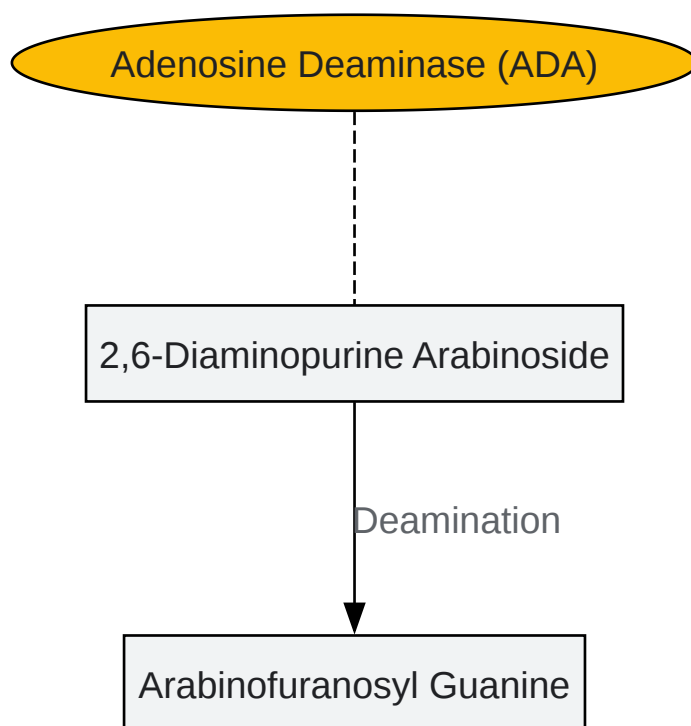 Adenosine Deaminase (ADA)
2,6-Diaminopurine Arabinoside
Deamination
Arabinofuranosyl Guanine